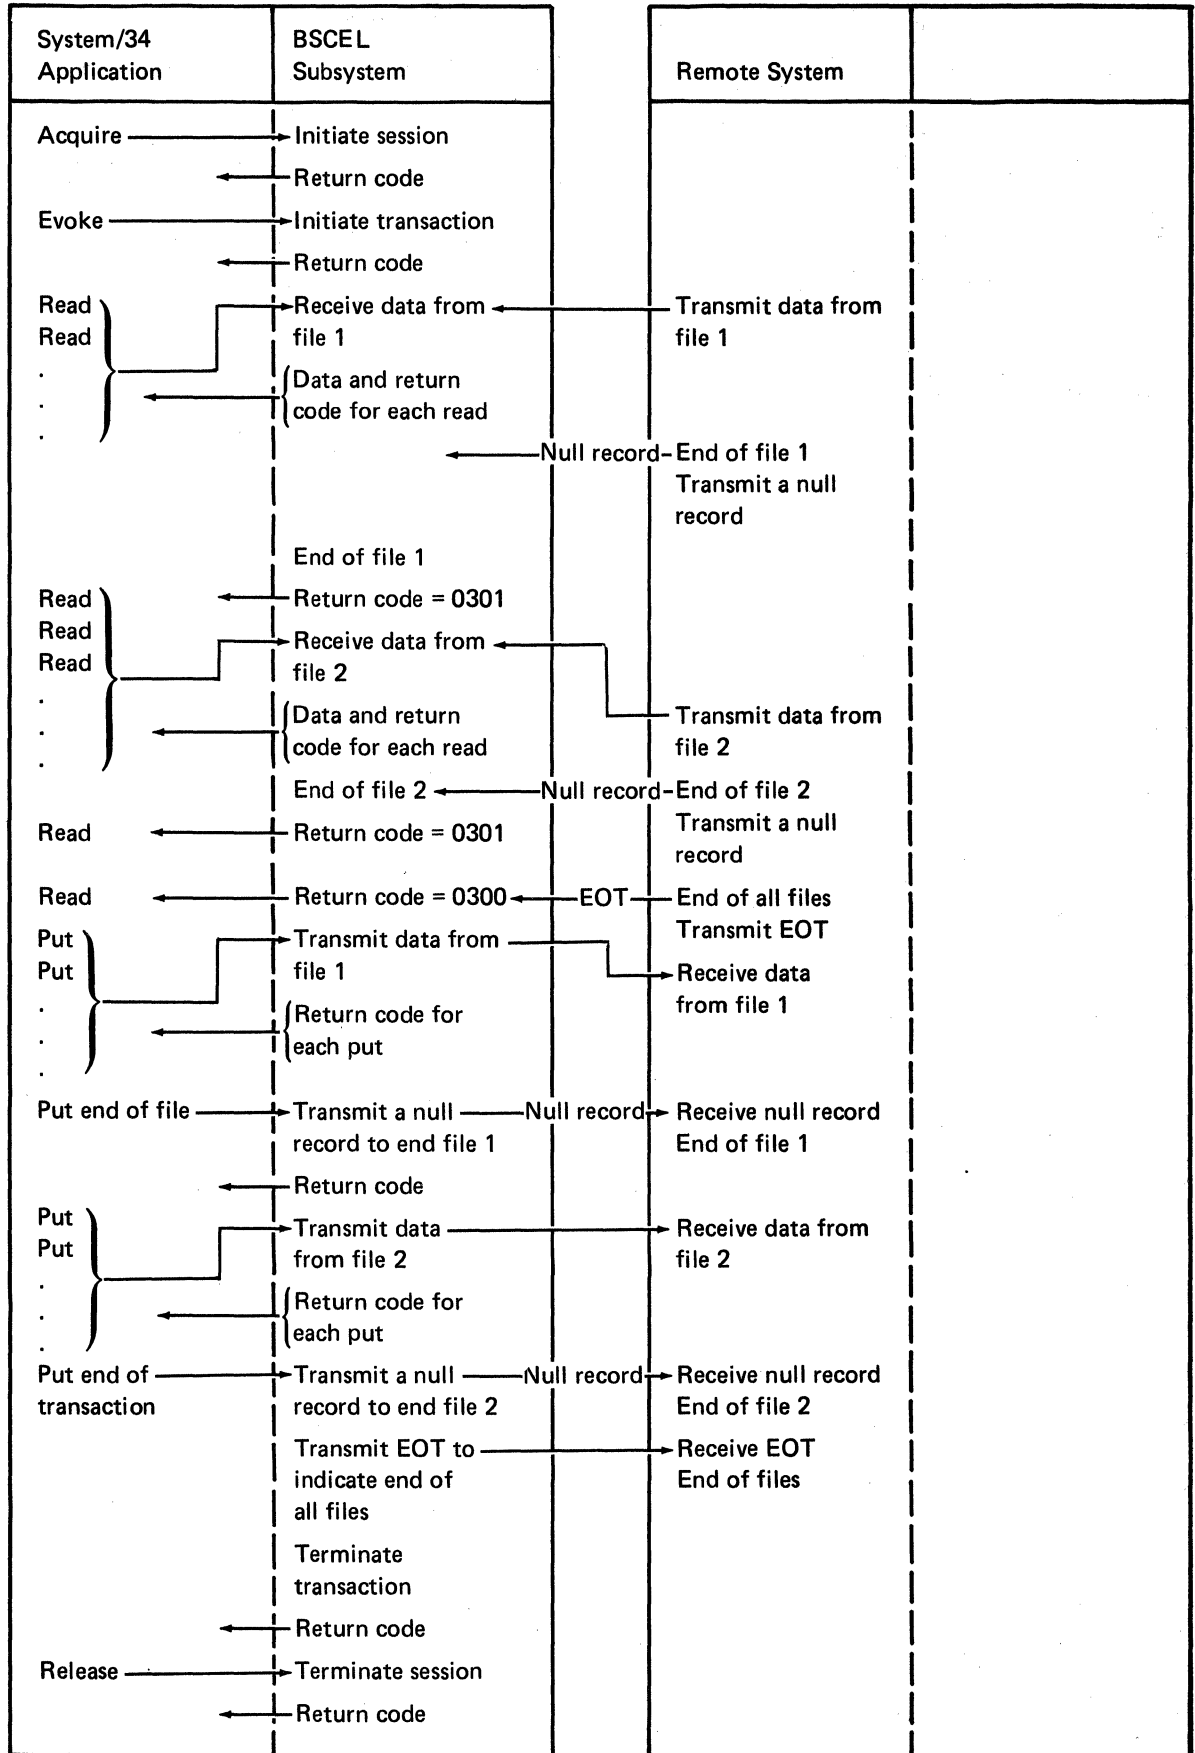 System/34
Application
BSCEL
Subsystem
Remote System
Acquire
Initiate session
Return code
Evoke
Initiate transaction
Return code
Read
Read
.
.
.
Receive data from
file 1
Transmit data from
file 1
Data and return
code for each read
Null record
End of file 1
Transmit a null
record
End of file 1
Return code = 0301
Read
Read
Read
.
.
.
Receive data from
file 2
Transmit data from
file 2
Data and return
code for each read
End of file 2
Null record
End of file 2
Transmit a null
record
Read
Return code = 0301
Read
Return code = 0300
EOT
End of all files
Transmit EOT
Put
Put
.
.
.
Transmit data from
file 1
Receive data
from file 1
Return code for
each put
Put end of file
Transmit a null
record to end file 1
Null record
Receive null record
End of file 1
Return code
Put
Put
.
.
.
Transmit data
from file 2
Receive data from
file 2
Return code for
each put
Put end of
transaction
Transmit a null
record to end file 2
Null record
Receive null record
End of file 2
Transmit EOT to
indicate end of
all files
Receive EOT
End of files
Terminate
transaction
Return code
Release
Terminate session
Return code